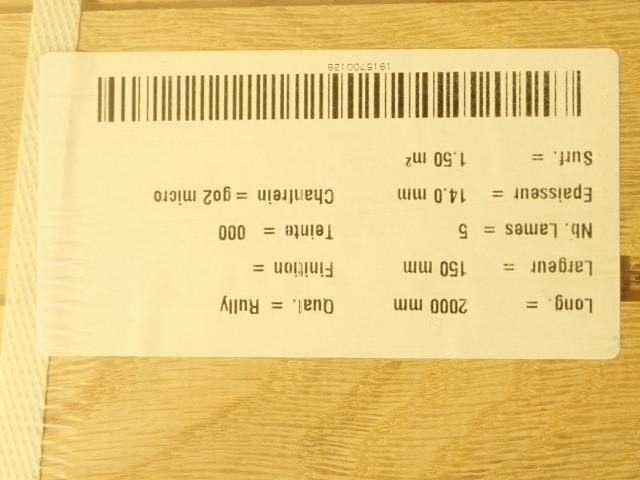 Long. = 2000 mm Qual. = Rully
Largeur = 150 mm Finition =
Nb. Lames = 5 Teinte = 000
Epaisseur = 14.0 mm Chanfrein = go2 micro
Surf. = 1.50 m²
1915700128